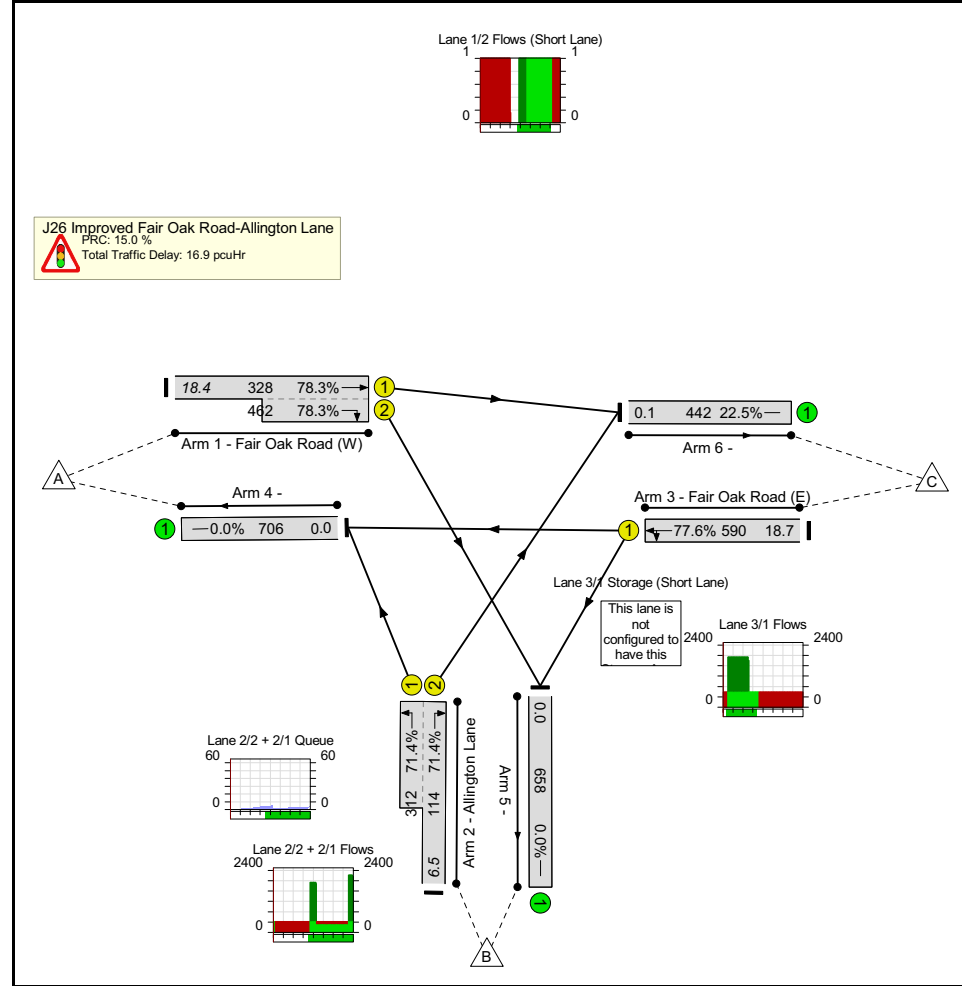 Lane 1/2 Flows (Short Lane)
1 1
0 0
J26 Improved Fair Oak Road-Allington Lane
PRC: 15.0 %
Total Traffic Delay: 16.9 pcuHr
18.4 328 78.3% 1
462 78.3% 2
Arm 1 - Fair Oak Road (W)
0.1 442 22.5% 1
Arm 6 -
A
C
Arm 4 -
1 0.0% 706 0.0
Arm 3 - Fair Oak Road (E)
1 77.6% 590 18.7
Lane 3/1 Storage (Short Lane)
This lane is
not
configured to
have this
Lane 3/1 Flows
2400 2400
0 0
1 2
312 71.4%
114 71.4%
6.5
Arm 2 - Allington Lane
Arm 5 -
0.0 658 0.0%
1
Lane 2/2 + 2/1 Queue
60 60
0 0
Lane 2/2 + 2/1 Flows
2400 2400
0 0
B